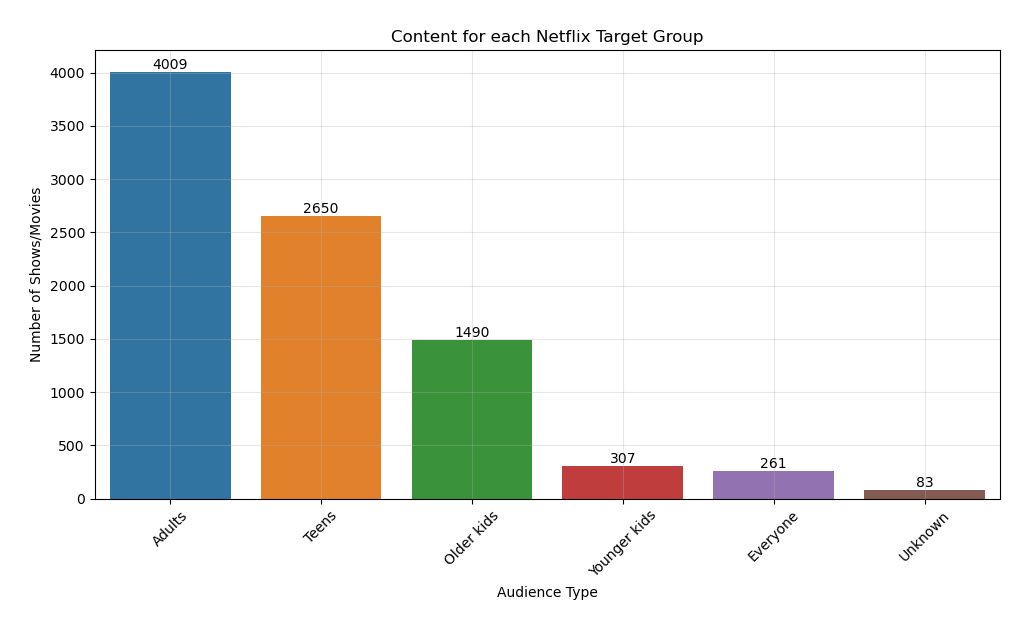 Content for each Netflix Target Group
Number of Shows/Movies
4000
3500
3000
2500
2000
1500
1000
500
0
4009
2650
1490
307
261
83
Adults
Teens
Older kids
Younger kids
Everyone
Unknown
Audience Type